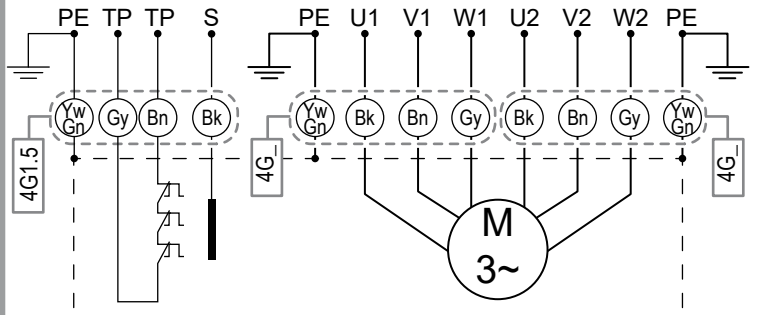 PE TP TP S PE U1 V1 W1 U2 V2 W2 PE
Yw Gn Gy Bn Bk Yw Gn Bk Bn Gy Bk Bn Gy Yw Gn
4G1.5 4G_ 4G_
M
3~